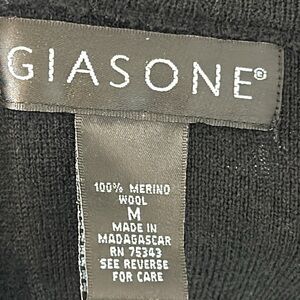 GIASONE®
100% MERINO
WOOL
M
MADE IN
MADAGASCAR
RN 75343
SEE REVERSE
FOR CARE